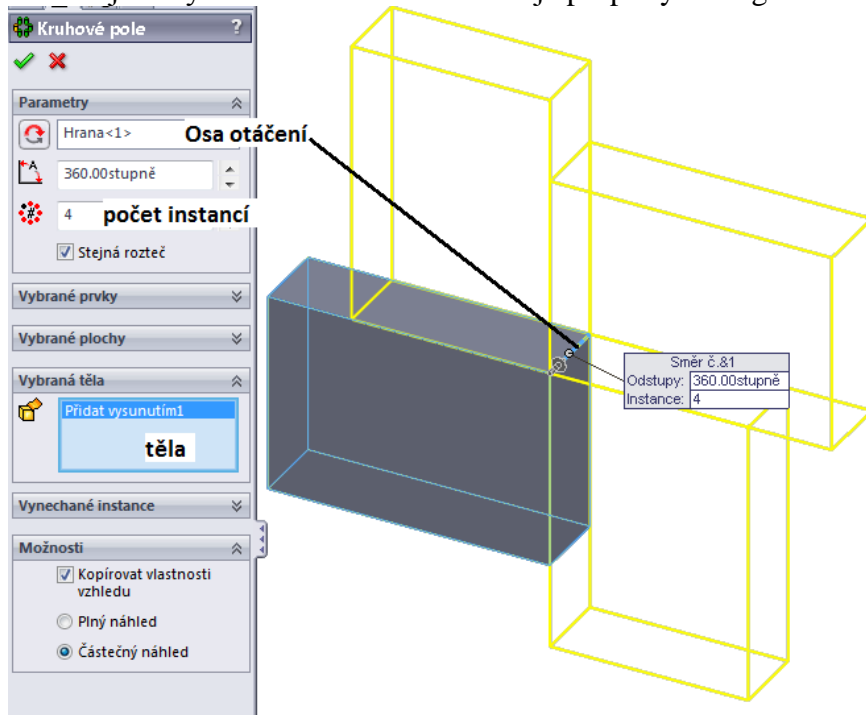 Kruhové pole ?
Parametry
Hrana<1>
Osa otáčení
A
360.00stupně
#
4
počet instancí
Stejná rozteč
Vybrané prvky
Vybrané plochy
Vybraná těla
Přidat vysunutím1
těla
Směr č.&1
Odstupy: 360.00stupně
Instance: 4
Vynechané instance
Možnosti
Kopírovat vlastnosti
vzhledu
Plný náhled
Částečný náhled